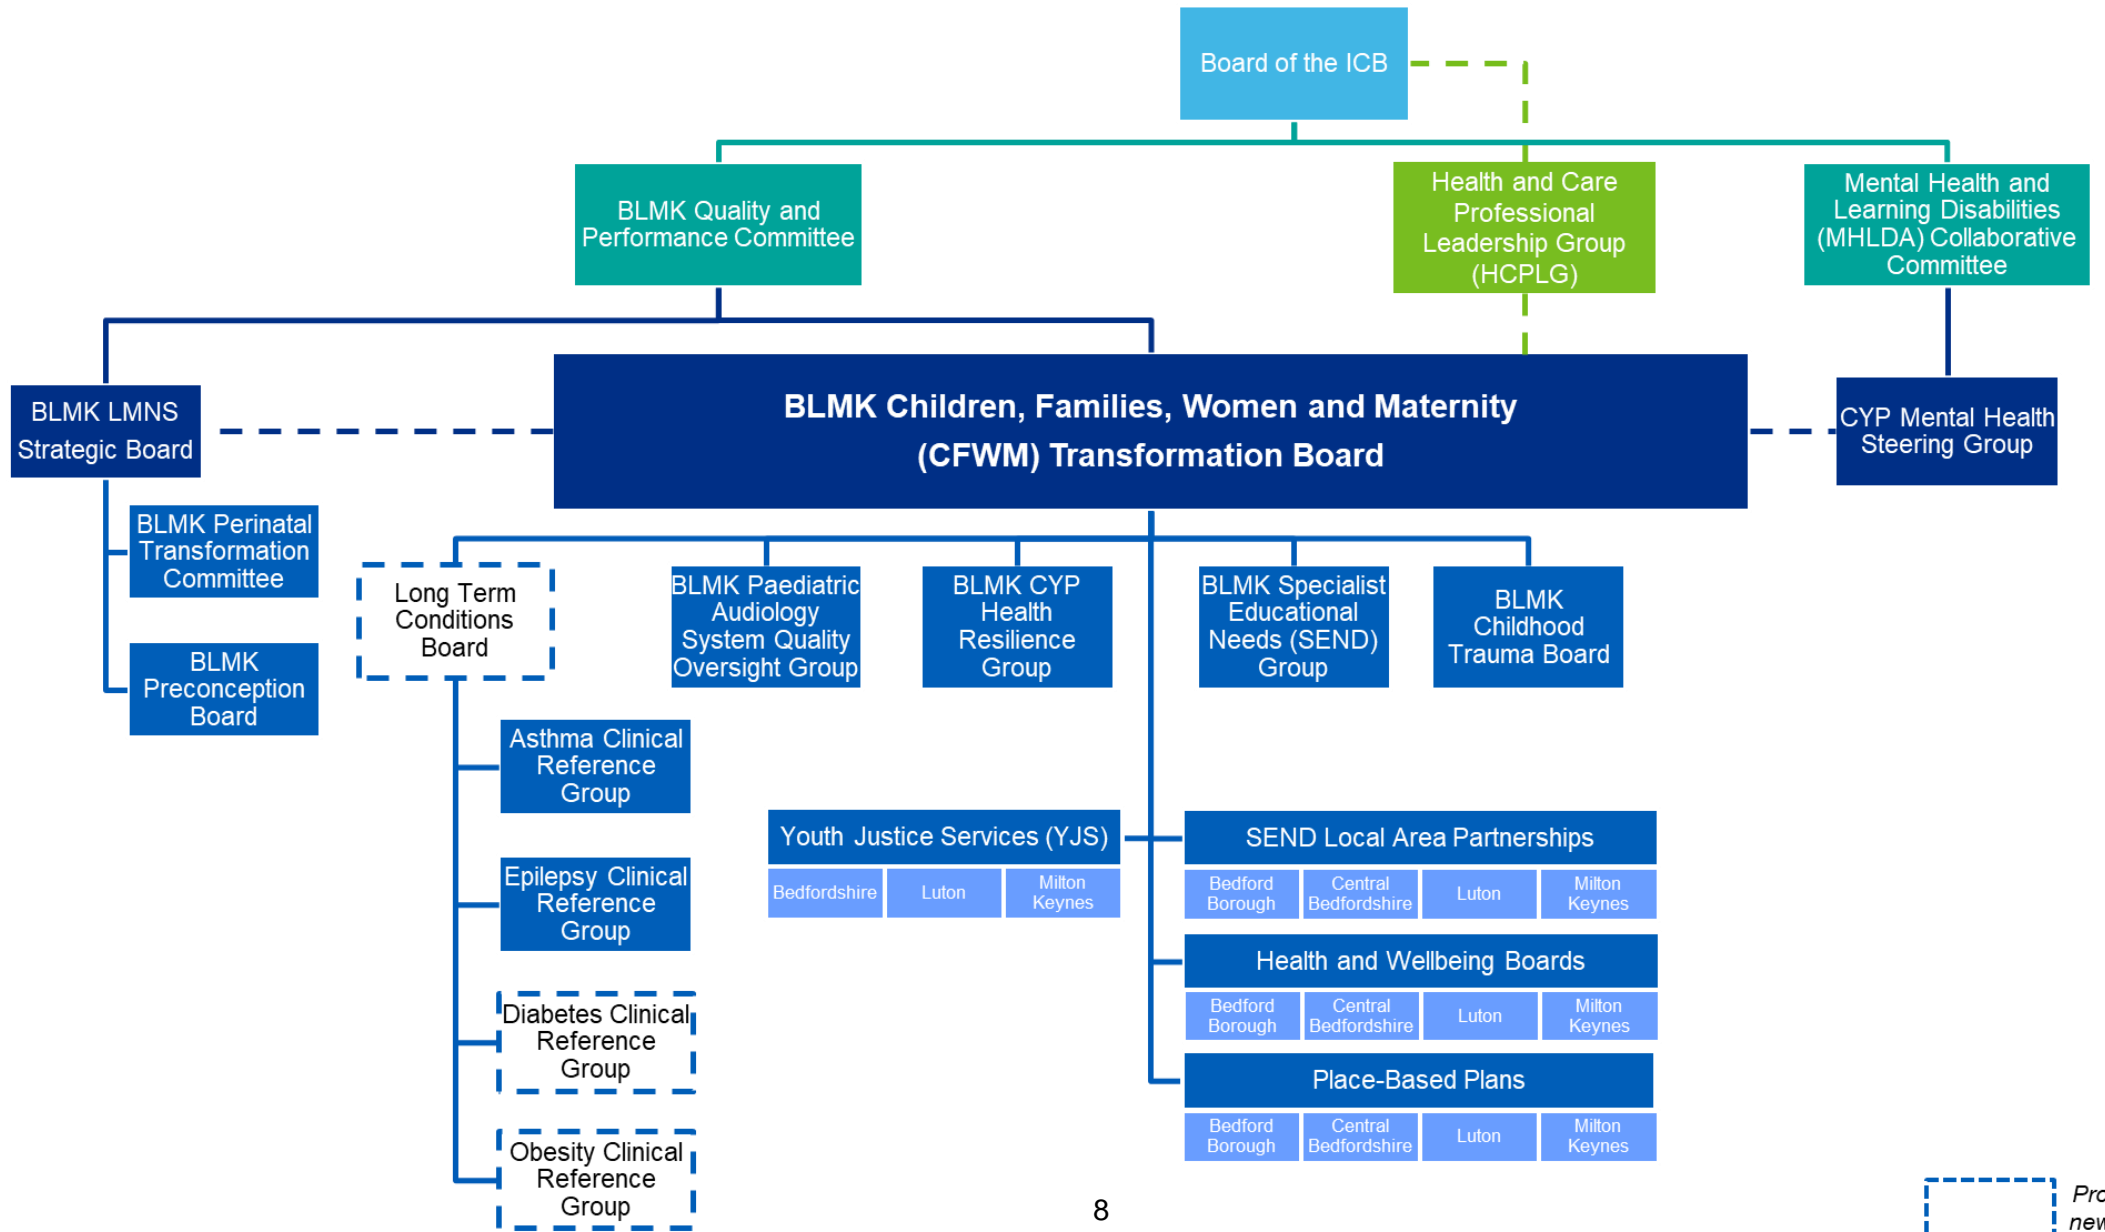 Board of the ICB
BLMK Quality and
Performance Committee
Health and Care
Professional
Leadership Group
(HCPLG)
Mental Health and
Learning Disabilities
(MHLDA) Collaborative
Committee
BLMK LMNS
Strategic Board
BLMK Children, Families, Women and Maternity
(CFWM) Transformation Board
CYP Mental Health
Steering Group
BLMK Perinatal
Transformation
Committee
BLMK
Preconception
Board
Long Term
Conditions
Board
BLMK Paediatric
Audiology
System Quality
Oversight Group
BLMK CYP
Health
Resilience
Group
BLMK Specialist
Educational
Needs (SEND)
Group
BLMK
Childhood
Trauma Board
Asthma Clinical
Reference
Group
Epilepsy Clinical
Reference
Group
Diabetes Clinical
Reference
Group
Obesity Clinical
Reference
Group
Youth Justice Services (YJS)
Bedfordshire
Luton
Milton
Keynes
SEND Local Area Partnerships
Bedford
Borough
Central
Bedfordshire
Luton
Milton
Keynes
Health and Wellbeing Boards
Bedford
Borough
Central
Bedfordshire
Luton
Milton
Keynes
Place-Based Plans
Bedford
Borough
Central
Bedfordshire
Luton
Milton
Keynes
8
new